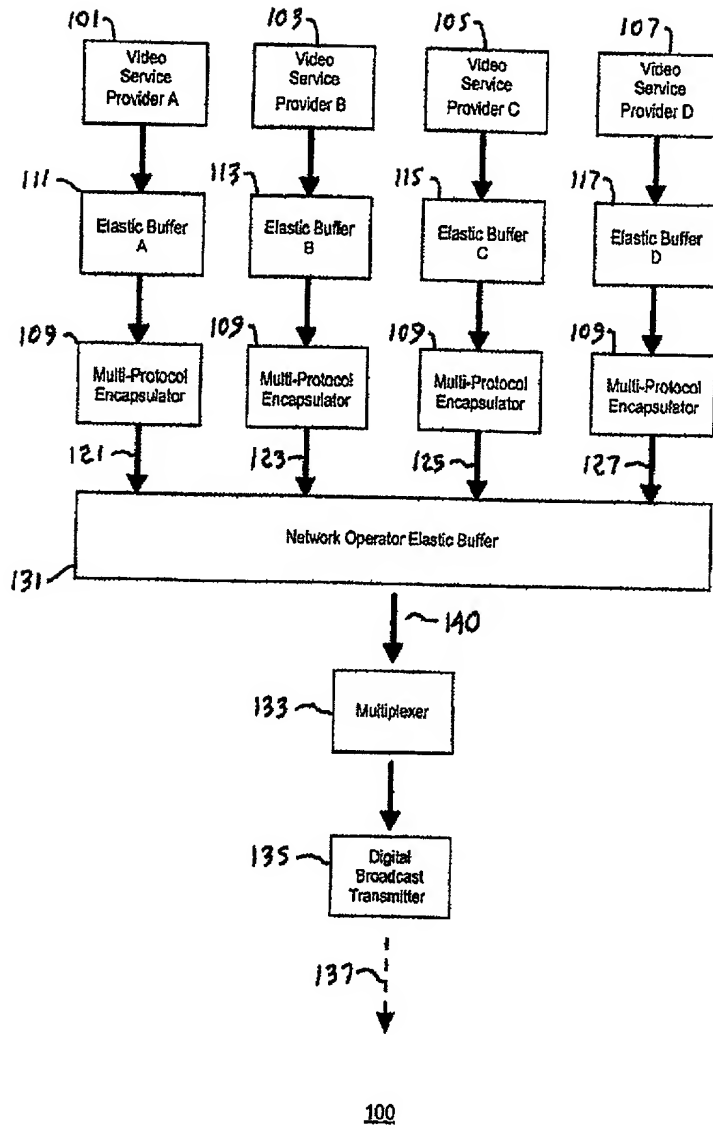 101
103
105
107
Video
Service
Provider A
Video
Service
Provider B
Video
Service
Provider C
Video
Service
Provider D
111
113
115
117
Elastic Buffer
A
Elastic Buffer
B
Elastic Buffer
C
Elastic Buffer
D
109
109
109
109
Multi-Protocol
Encapsulator
Multi-Protocol
Encapsulator
Multi-Protocol
Encapsulator
Multi-Protocol
Encapsulator
121
123
125
127
Network Operator Elastic Buffer
131
140
133
Multiplexer
135
Digital
Broadcast
Transmitter
137
100